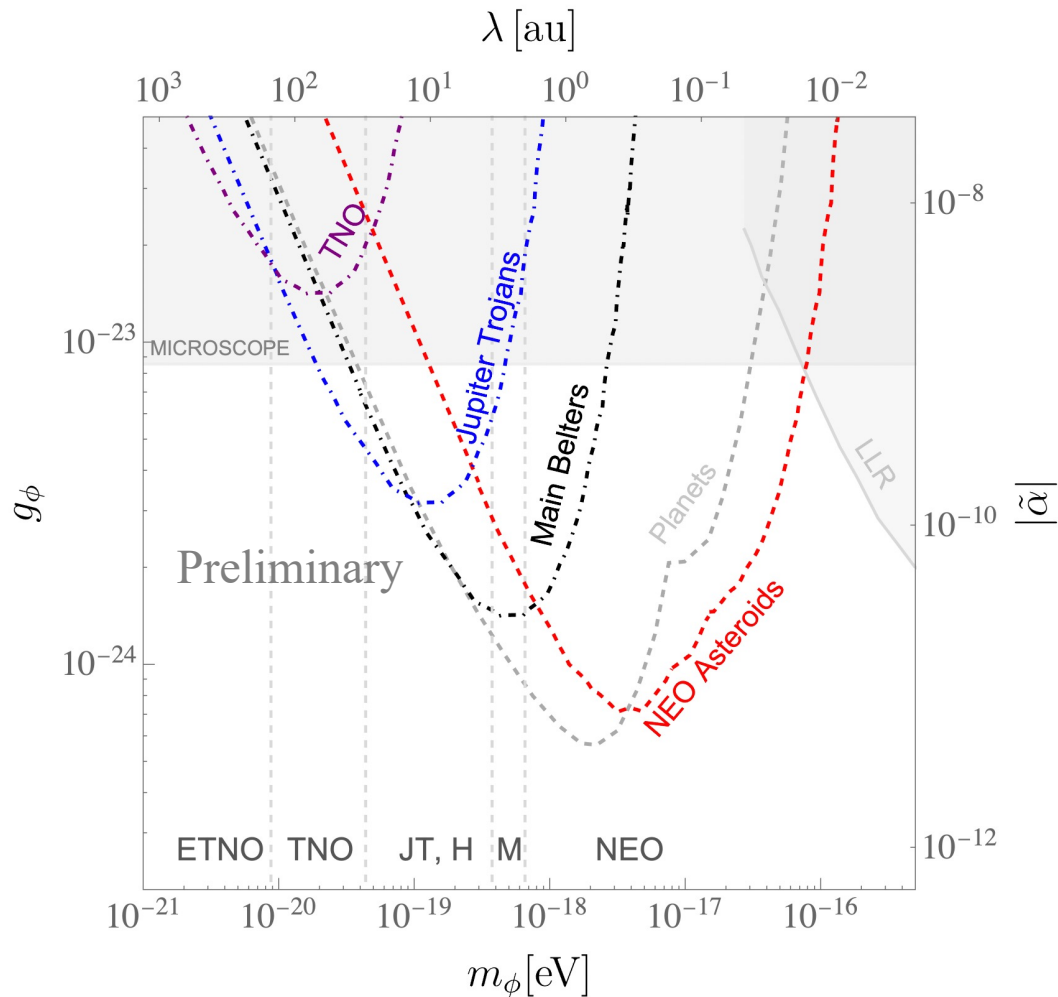 λ [au]
10³ 10² 10¹ 10⁰ 10⁻¹ 10⁻²
TNO
Jupiter Trojans
Main Belters
Planets
NEO Asteroids
LLR
MICROSCOPE
Preliminary
10⁻²³
10⁻²⁴
g_ϕ
10⁻⁸
10⁻¹⁰
10⁻¹²
|α̃|
ETNO TNO JT, H M NEO
10⁻²¹ 10⁻²⁰ 10⁻¹⁹ 10⁻¹⁸ 10⁻¹⁷ 10⁻¹⁶
m_ϕ[eV]